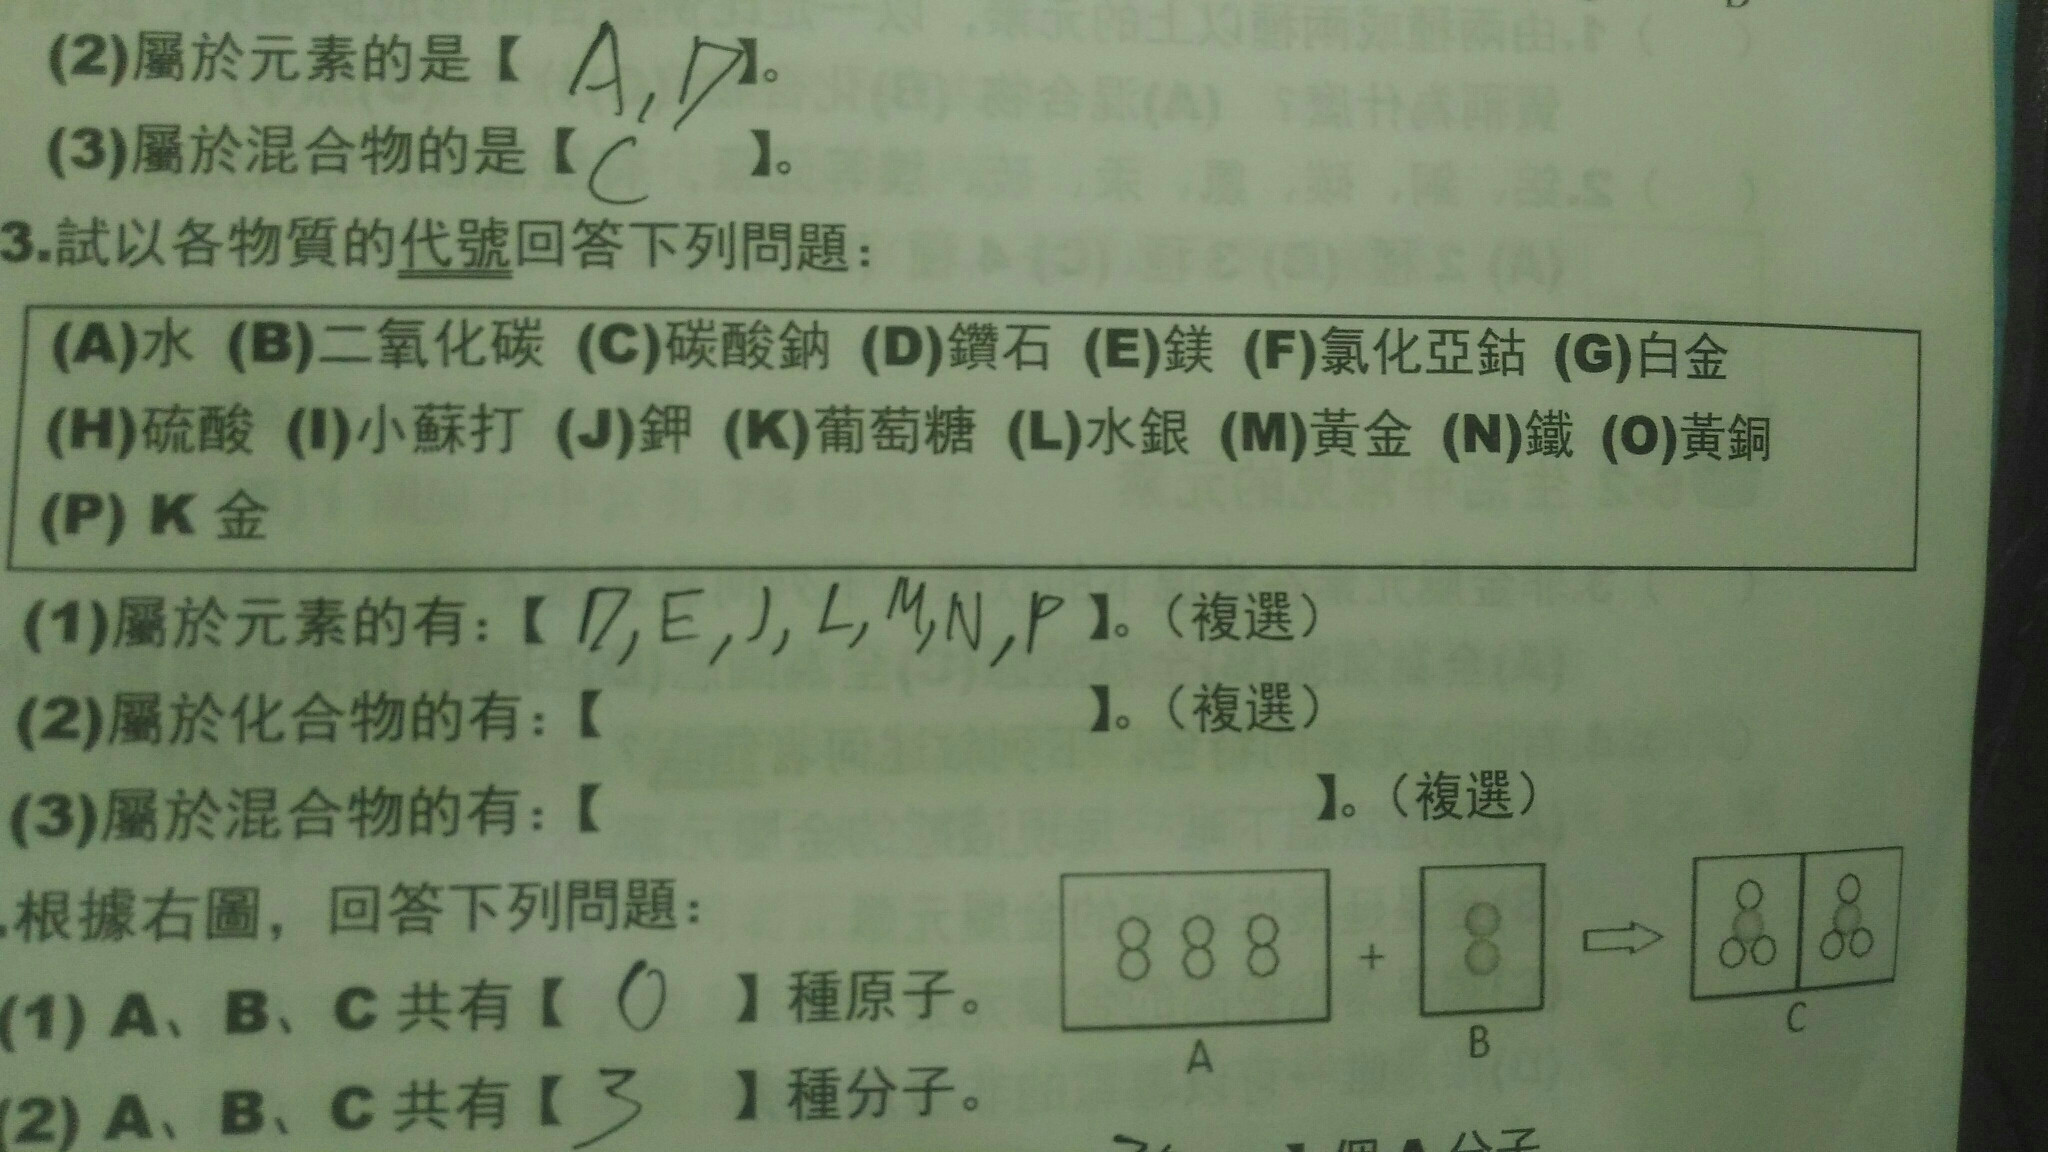 (2)屬於元素的是【 A,D】。
(3)屬於混合物的是【 C 】。
3.試以各物質的代號回答下列問題：
(A)水 (B)二氧化碳 (C)碳酸鈉 (D)鑽石 (E)鎂 (F)氯化亞鈷 (G)白金
(H)硫酸 (I)小蘇打 (J)鉀 (K)葡萄糖 (L)水銀 (M)黃金 (N)鐵 (O)黃銅
(P) K 金
(1)屬於元素的有：【 D,E,J,L,M,N,P 】。（複選）
(2)屬於化合物的有：【 】。（複選）
(3)屬於混合物的有：【 】。（複選）
.根據右圖，回答下列問題：
(1) A、B、C 共有【 0 】種原子。
(2) A、B、C 共有【 3 】種分子。
+
A
B
C
】個 A 分子